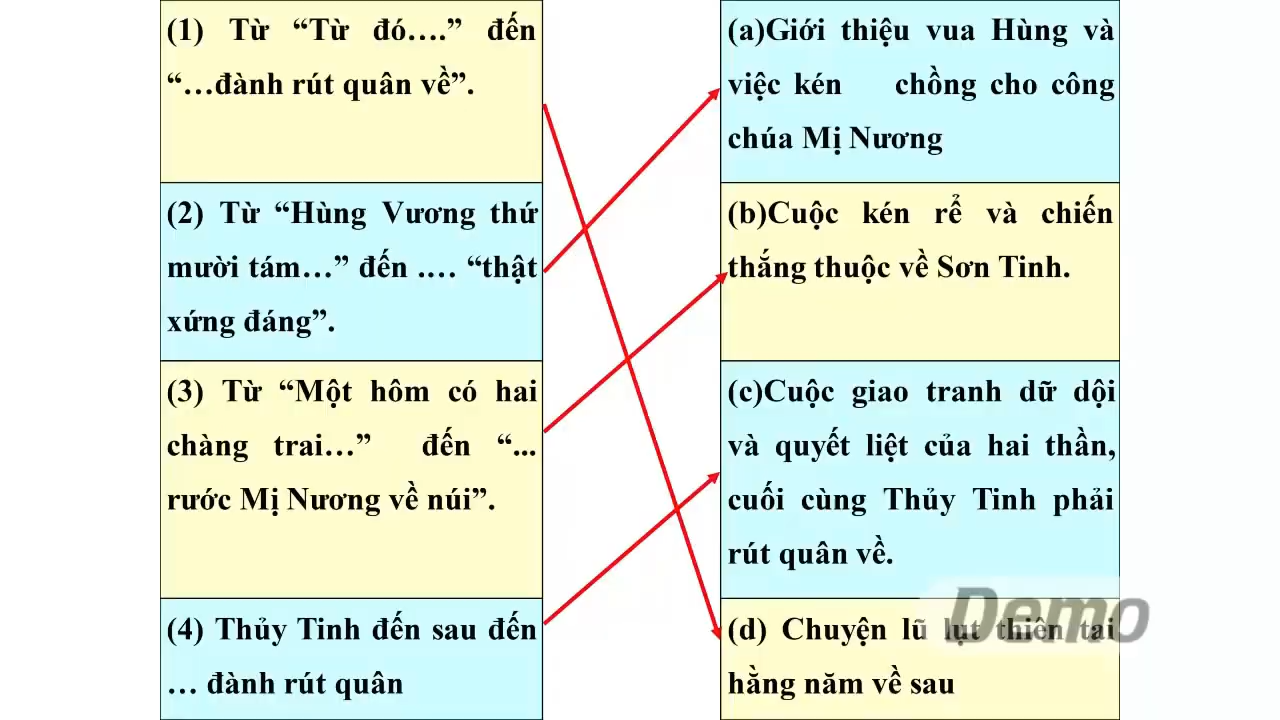 (1) Từ “Từ đó….” đến
“…đành rút quân về”.
(2) Từ “Hùng Vương thứ
mười tám…” đến .… “thật
xứng đáng”.
(3) Từ “Một hôm có hai
chàng trai…” đến “...
rước Mị Nương về núi”.
(4) Thủy Tinh đến sau đến
… đành rút quân
(a)Giới thiệu vua Hùng và
việc kén chồng cho công
chúa Mị Nương
(b)Cuộc kén rể và chiến
thắng thuộc về Sơn Tinh.
(c)Cuộc giao tranh dữ dội
và quyết liệt của hai thần,
cuối cùng Thủy Tinh phải
rút quân về.
(d) Chuyện lũ lụt thiên tai
hằng năm về sau
Demo